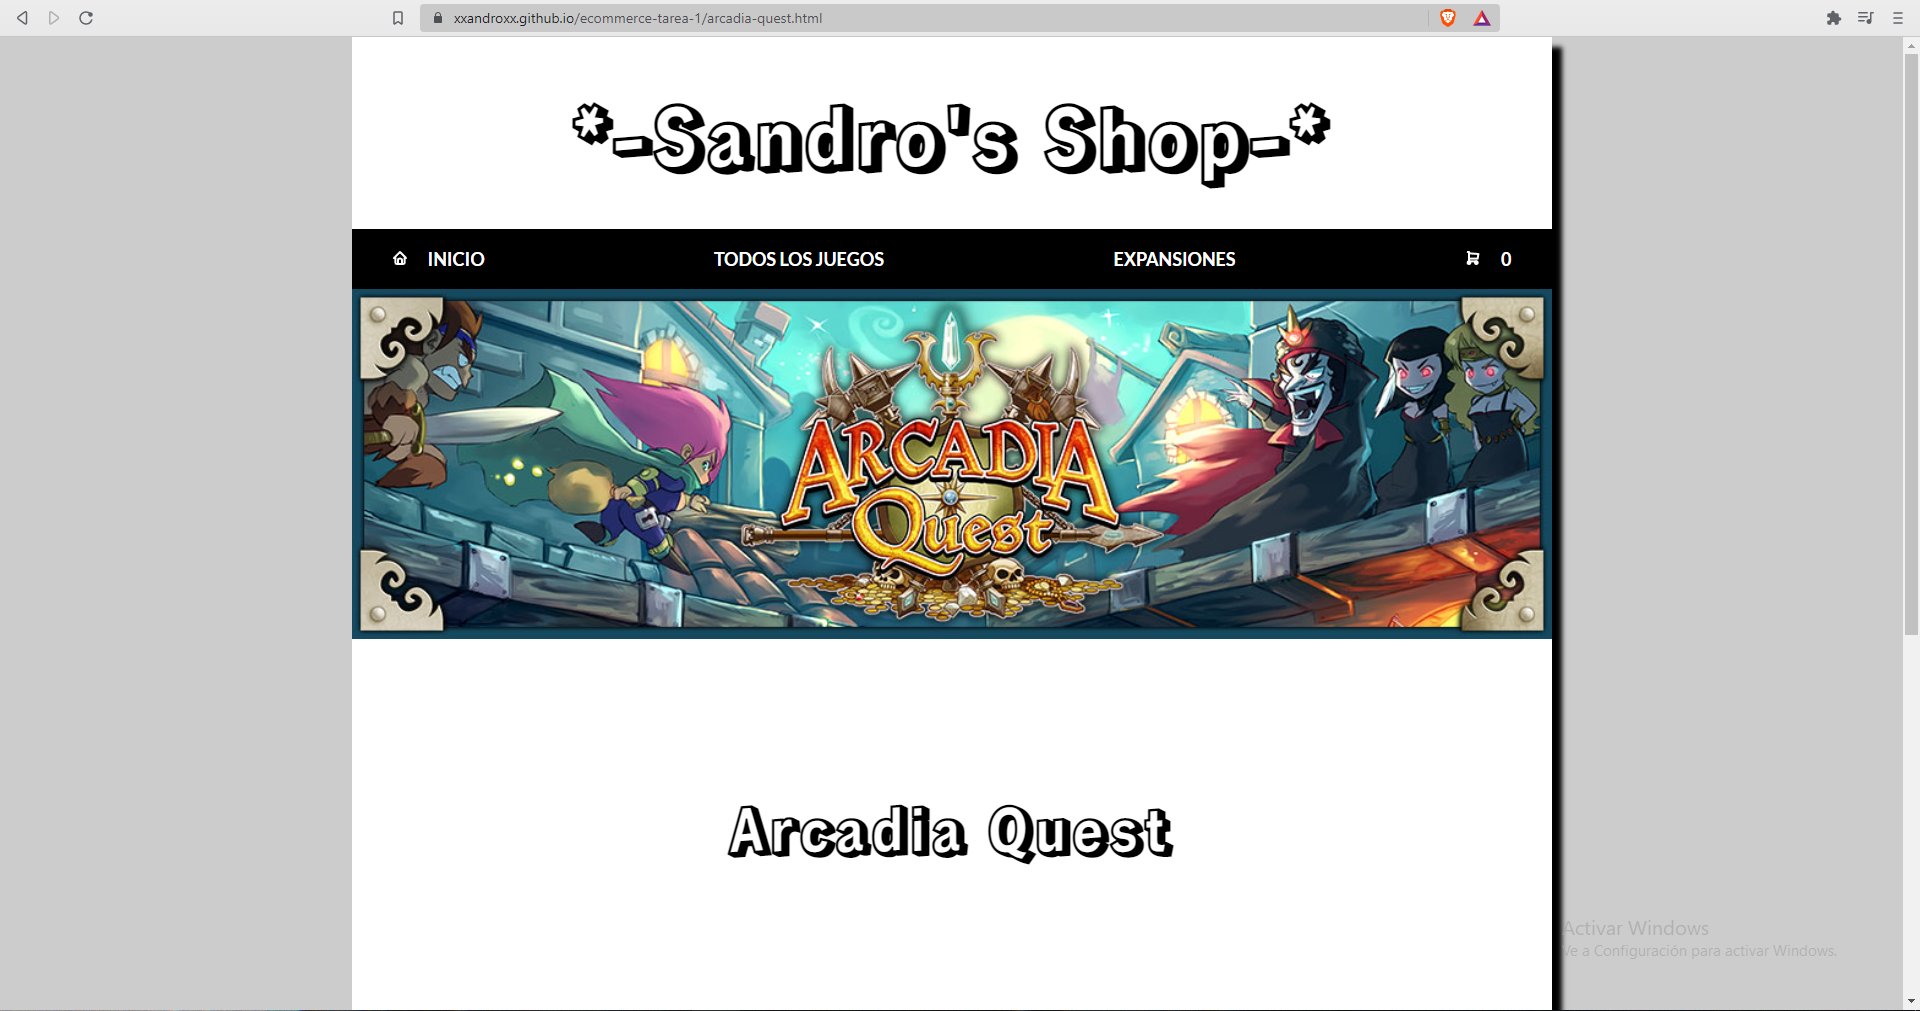 xxandroxx.github.io/ecommerce-tarea-1/arcadia-quest.html
*-Sandro's Shop-*
INICIO TODOS LOS JUEGOS EXPANSIONES 0
ARCADIA
Quest
Arcadia Quest
Activar Windows
Ve a Configuración para activar Windows.